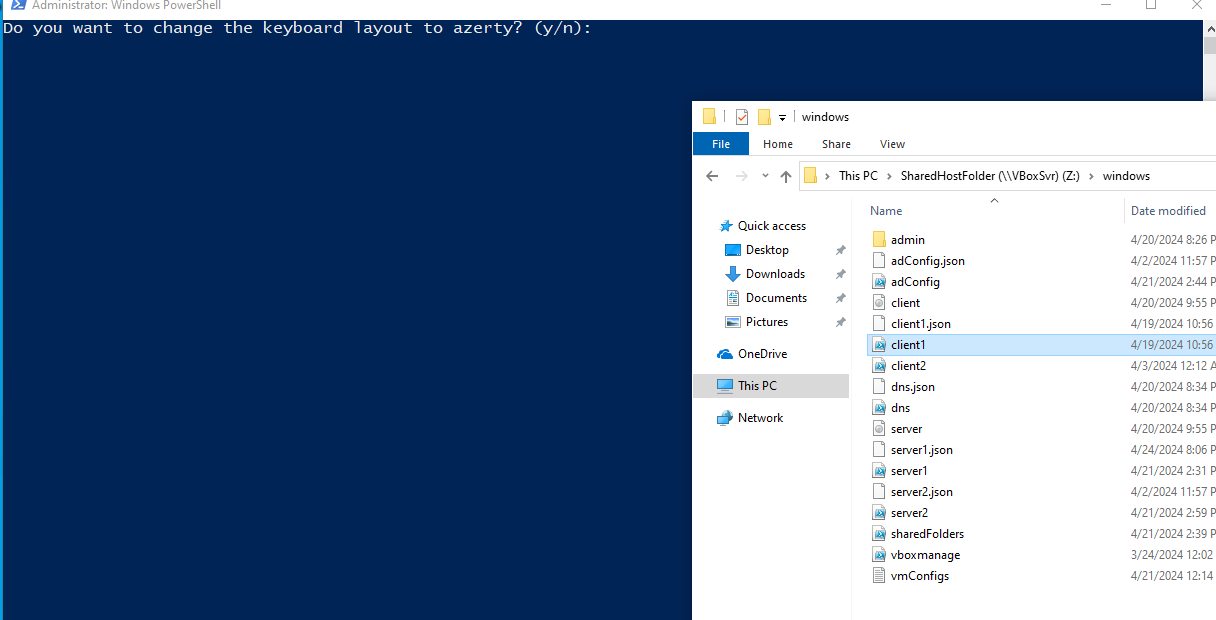 Administrator: Windows PowerShell
Do you want to change the keyboard layout to azerty? (y/n):
windows
File Home Share View
This PC > SharedHostFolder (\\VBoxSvr) (Z:) > windows
Name Date modified
Quick access
Desktop
Downloads
Documents
Pictures
OneDrive
This PC
Network
admin 4/20/2024 8:26 P
adConfig.json 4/2/2024 11:57 P
adConfig 4/21/2024 2:44 P
client 4/20/2024 9:55 P
client1.json 4/19/2024 10:56
client1 4/19/2024 10:56
client2 4/3/2024 12:12 A
dns.json 4/20/2024 8:34 P
dns 4/20/2024 8:34 P
server 4/20/2024 9:55 P
server1.json 4/24/2024 8:06 P
server1 4/21/2024 2:31 P
server2.json 4/2/2024 11:57 P
server2 4/21/2024 2:59 P
sharedFolders 4/21/2024 2:39 P
vboxmanage 3/24/2024 12:02
vmConfigs 4/21/2024 12:14